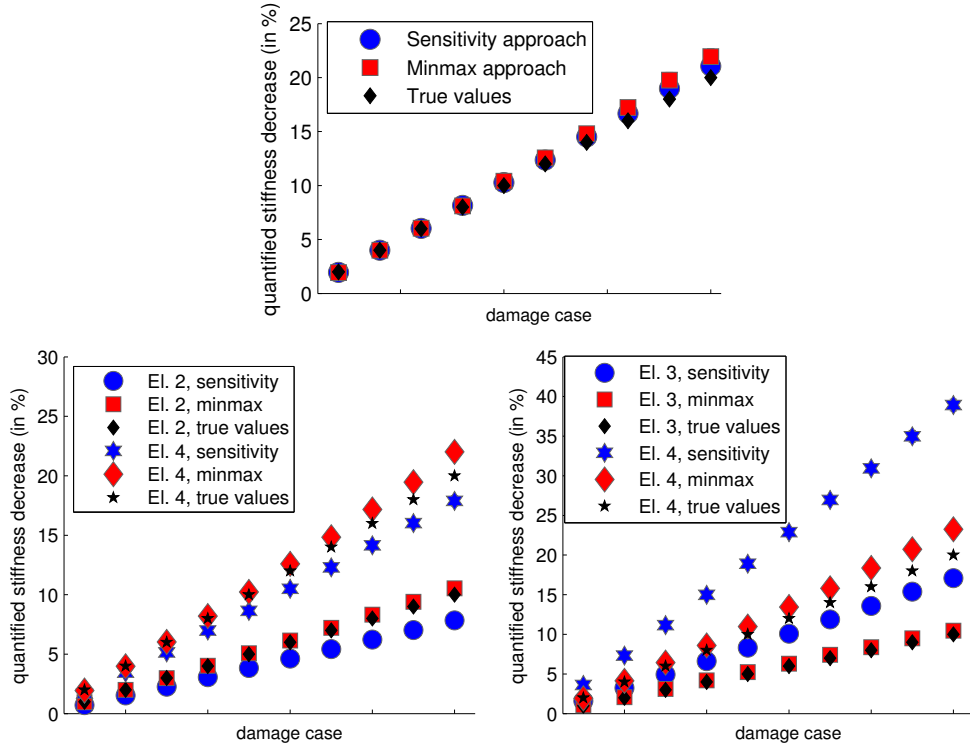 quantified stiffness decrease (in %)
25
20
15
10
5
0
Sensitivity approach
Minmax approach
True values
damage case
quantified stiffness decrease (in %)
30
25
20
15
10
5
0
El. 2, sensitivity
El. 2, minmax
El. 2, true values
El. 4, sensitivity
El. 4, minmax
El. 4, true values
damage case
quantified stiffness decrease (in %)
45
40
35
30
25
20
15
10
5
0
El. 3, sensitivity
El. 3, minmax
El. 3, true values
El. 4, sensitivity
El. 4, minmax
El. 4, true values
damage case